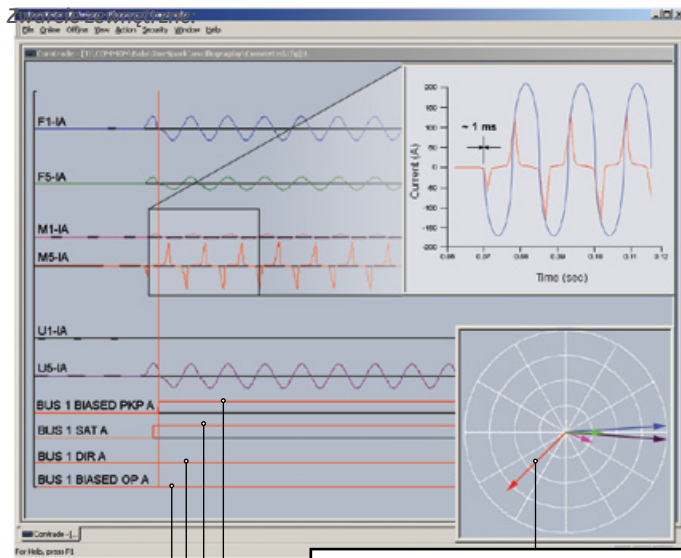 Zwarcie zewnętrzne:
File Online Offline View Action Security Window Help
F1-IA
F5-IA
M1-IA
M5-IA
U1-IA
U5-IA
BUS 1 BIASED PKP A
BUS 1 SAT A
BUS 1 DIR A
BUS 1 BIASED OP A
~ 1 ms
Current (A)
200
150
100
50
0
-50
-100
-150
-200
0.06 0.07 0.08 0.09 0.10 0.11 0.12
Time (sec)
For Help, press F1